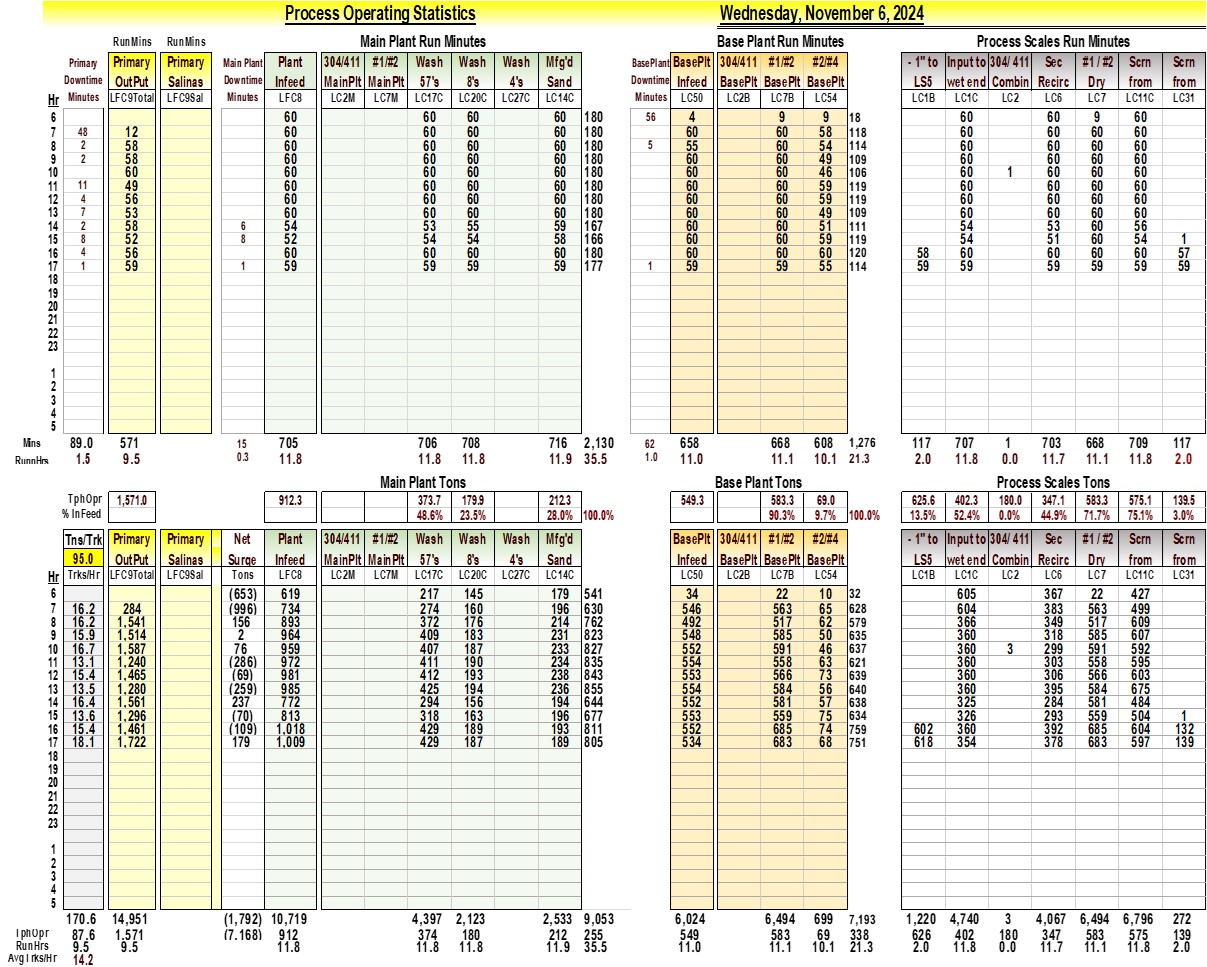 Process Operating Statistics Wednesday, November 6, 2024
RunMins RunMins Main Plant Run Minutes Base Plant Run Minutes Process Scales Run Minutes
Primary Primary Primary Main Plant Plant 304/411 #1/#2 Wash Wash Wash Mfg'd BasePlant BasePlt 304/411 #1/#2 #2/#4 - 1" to Input to 304/ 411 Sec #1 / #2 Scrn Scrn
Downtime OutPut Salinas Downtime Infeed MainPlt MainPlt 57's 8's 4's Sand Downtime Infeed BasePlt BasePlt BasePlt LS5 wet end Combin Recirc Dry from from
Hr Minutes LFC9Total LFC9Sal Minutes LFC8 LC2M LC7M LC17C LC20C LC27C LC14C Minutes LC50 LC2B LC7B LC54 LC1B LC1C LC2 LC6 LC7 LC11C LC31
6 60 60 60 60 180 56 4 9 9 18 60 60 9 60
7 48 12 60 60 60 60 180 60 60 58 118 60 60 60 60
8 2 58 60 60 60 60 180 5 55 60 54 114 60 60 60 60
9 2 58 60 60 60 60 180 60 60 49 109 60 60 60 60
10 60 60 60 60 60 180 60 60 46 106 60 1 60 60 60
11 11 49 60 60 60 60 180 60 60 59 119 60 60 60 60
12 4 56 60 60 60 60 180 60 60 59 119 60 60 60 60
13 7 53 60 60 60 60 180 60 60 49 109 60 60 60 60
14 2 58 6 54 53 55 59 167 60 60 51 111 54 53 60 56
15 8 52 8 52 54 54 58 166 60 60 59 119 54 51 60 54 1
16 4 56 60 60 60 60 180 60 60 60 120 58 60 60 60 60 57
17 1 59 1 59 59 59 59 177 1 59 59 55 114 59 59 59 59 59 59
18
19
20
21
22
23
1
2
3
4
5
Mins 89.0 571 15 705 706 708 716 2,130 62 658 668 608 1,276 117 707 1 703 668 709 117
RunnHrs 1.5 9.5 0.3 11.8 11.8 11.8 11.9 35.5 1.0 11.0 11.1 10.1 21.3 2.0 11.8 0.0 11.7 11.1 11.8 2.0
Main Plant Tons Base Plant Tons Process Scales Tons
TphOpr 1,571.0 912.3 373.7 179.9 212.3 549.3 583.3 69.0 625.6 402.3 180.0 347.1 583.3 575.1 139.5
% InFeed 48.6% 23.5% 28.0% 100.0% 90.3% 9.7% 100.0% 13.5% 52.4% 0.0% 44.9% 71.7% 75.1% 3.0%
Tns/Trk Primary Primary Net Plant 304/411 #1/#2 Wash Wash Wash Mfg'd BasePlt 304/411 #1/#2 #2/#4 - 1" to Input to 304/ 411 Sec #1 / #2 Scrn Scrn
95.0 OutPut Salinas Surge Infeed MainPlt MainPlt 57's 8's 4's Sand Infeed BasePlt BasePlt BasePlt LS5 wet end Combin Recirc Dry from from
Hr Trks/Hr LFC9Total LFC9Sal Tons LFC8 LC2M LC7M LC17C LC20C LC27C LC14C LC50 LC2B LC7B LC54 LC1B LC1C LC2 LC6 LC7 LC11C LC31
6 (653) 619 217 145 179 541 34 22 10 32 605 367 22 427
7 16.2 284 (996) 734 274 160 196 630 546 563 65 628 604 383 563 499
8 16.2 1,541 156 893 372 176 214 762 492 517 62 579 366 349 517 609
9 15.9 1,514 2 964 409 183 231 823 548 585 50 635 360 318 585 607
10 16.7 1,587 76 959 407 187 233 827 552 591 46 637 360 3 299 591 592
11 13.1 1,240 (286) 972 411 190 234 835 554 558 63 621 360 303 558 595
12 15.4 1,465 (69) 981 412 193 238 843 553 566 73 639 360 306 566 603
13 13.5 1,280 (259) 985 425 194 236 855 554 584 56 640 360 395 584 675
14 16.4 1,561 237 772 294 156 194 644 552 581 57 638 325 284 581 484
15 13.6 1,296 (70) 813 318 163 196 677 553 559 75 634 326 293 559 504 1
16 15.4 1,461 (109) 1,018 429 189 193 811 552 685 74 759 602 360 392 685 604 132
17 18.1 1,722 179 1,009 429 187 189 805 534 683 68 751 618 354 378 683 597 139
18
19
20
21
22
23
1
2
3
4
5
170.6 14,951 (1,792) 10,719 4,397 2,123 2,533 9,053 6,024 6,494 699 7,193 1,220 4,740 3 4,067 6,494 6,796 272
TphOpr 87.6 1,571 (7,168) 912 374 180 212 255 549 583 69 338 626 402 180 347 583 575 139
RunHrs 9.5 9.5 11.8 11.8 11.8 11.9 35.5 11.0 11.1 10.1 21.3 2.0 11.8 0.0 11.7 11.1 11.8 2.0
AvgTrks/Hr 14.2